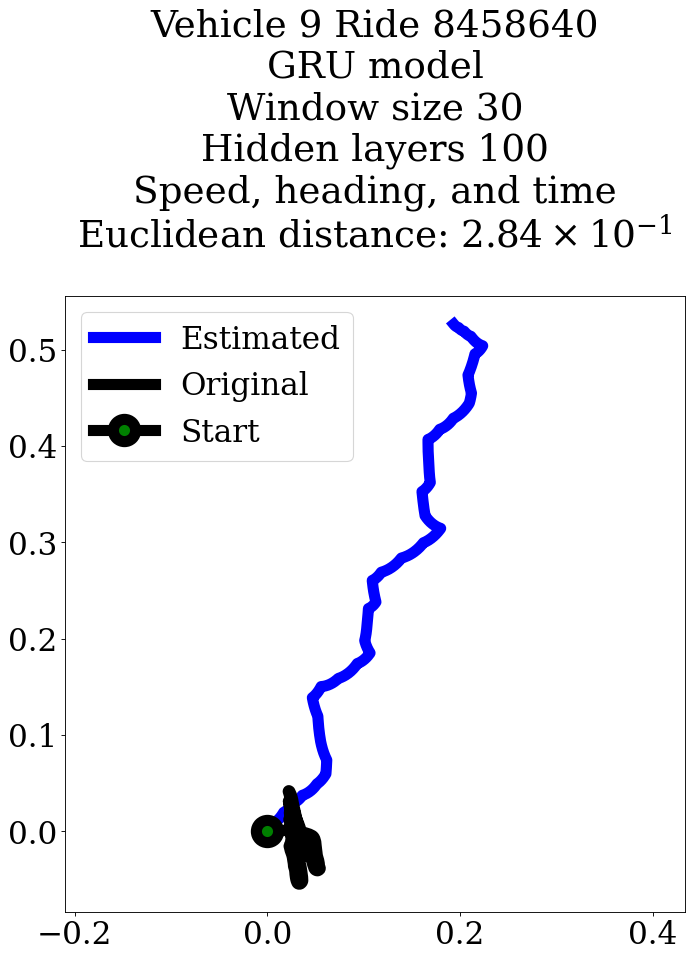 Vehicle 9 Ride 8458640
GRU model
Window size 30
Hidden layers 100
Speed, heading, and time
Euclidean distance: 2.84 × 10⁻¹
Estimated
Original
Start
0.5
0.4
0.3
0.2
0.1
0.0
−0.2 0.0 0.2 0.4